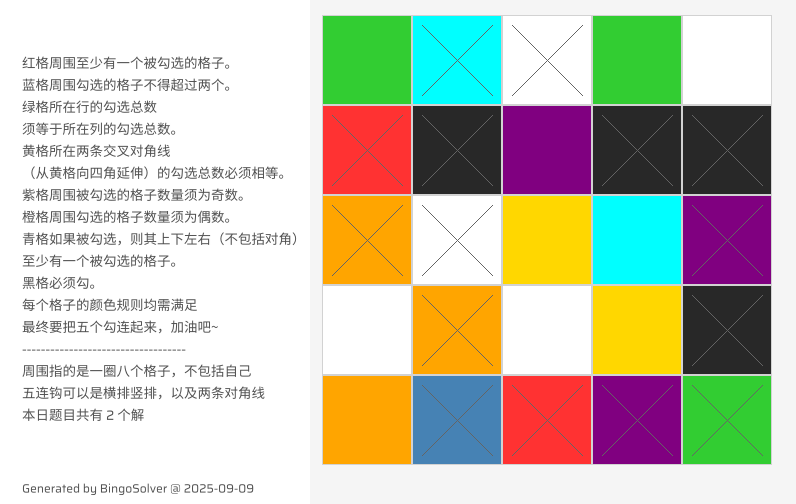 红格周围至少有一个被勾选的格子。
蓝格周围勾选的格子不得超过两个。
绿格所在行的勾选总数
须等于所在列的勾选总数。
黄格所在两条交叉对角线
（从黄格向四角延伸）的勾选总数必须相等。
紫格周围被勾选的格子数量须为奇数。
橙格周围勾选的格子数量须为偶数。
青格如果被勾选，则其上下左右（不包括对角）
至少有一个被勾选的格子。
黑格必须勾。
每个格子的颜色规则均需满足
最终要把五个勾连起来，加油吧~
-----------------------------------
周围指的是一圈八个格子，不包括自己
五连钩可以是横排竖排，以及两条对角线
本日题目共有 2 个解
Generated by BingoSolver @ 2025-09-09